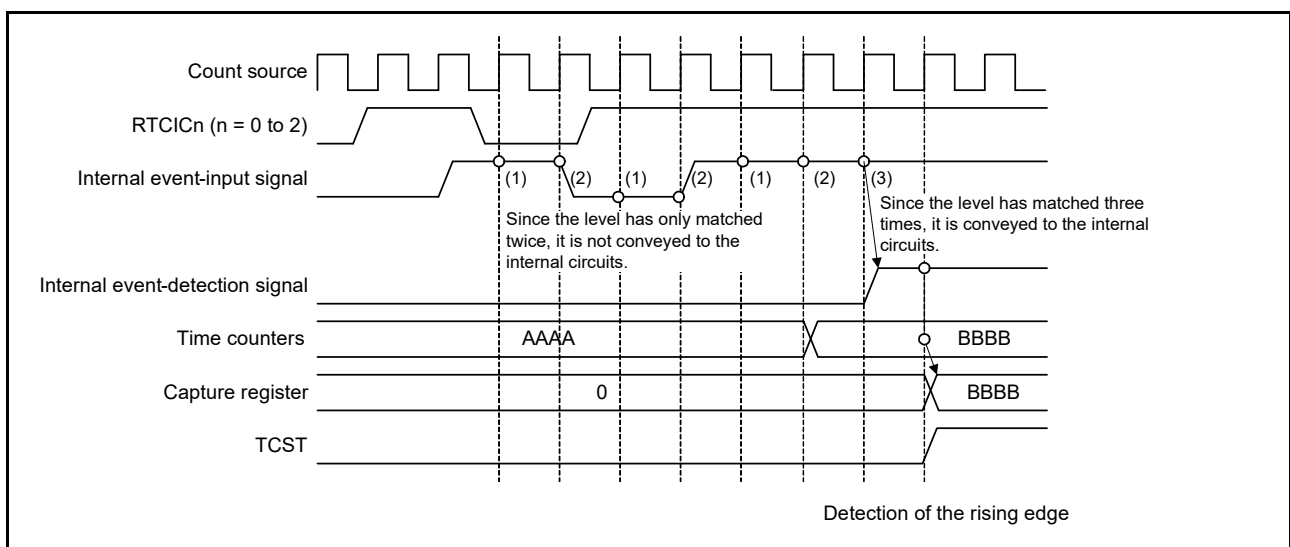 Count source
RTCICn (n = 0 to 2)
Internal event-input signal
(1) (2) (1) (2) (1) (2) (3)
Since the level has only matched
twice, it is not conveyed to the
internal circuits.
Since the level has matched three
times, it is conveyed to the internal
circuits.
Internal event-detection signal
Time counters
AAAA
BBBB
Capture register
0
BBBB
TCST
Detection of the rising edge